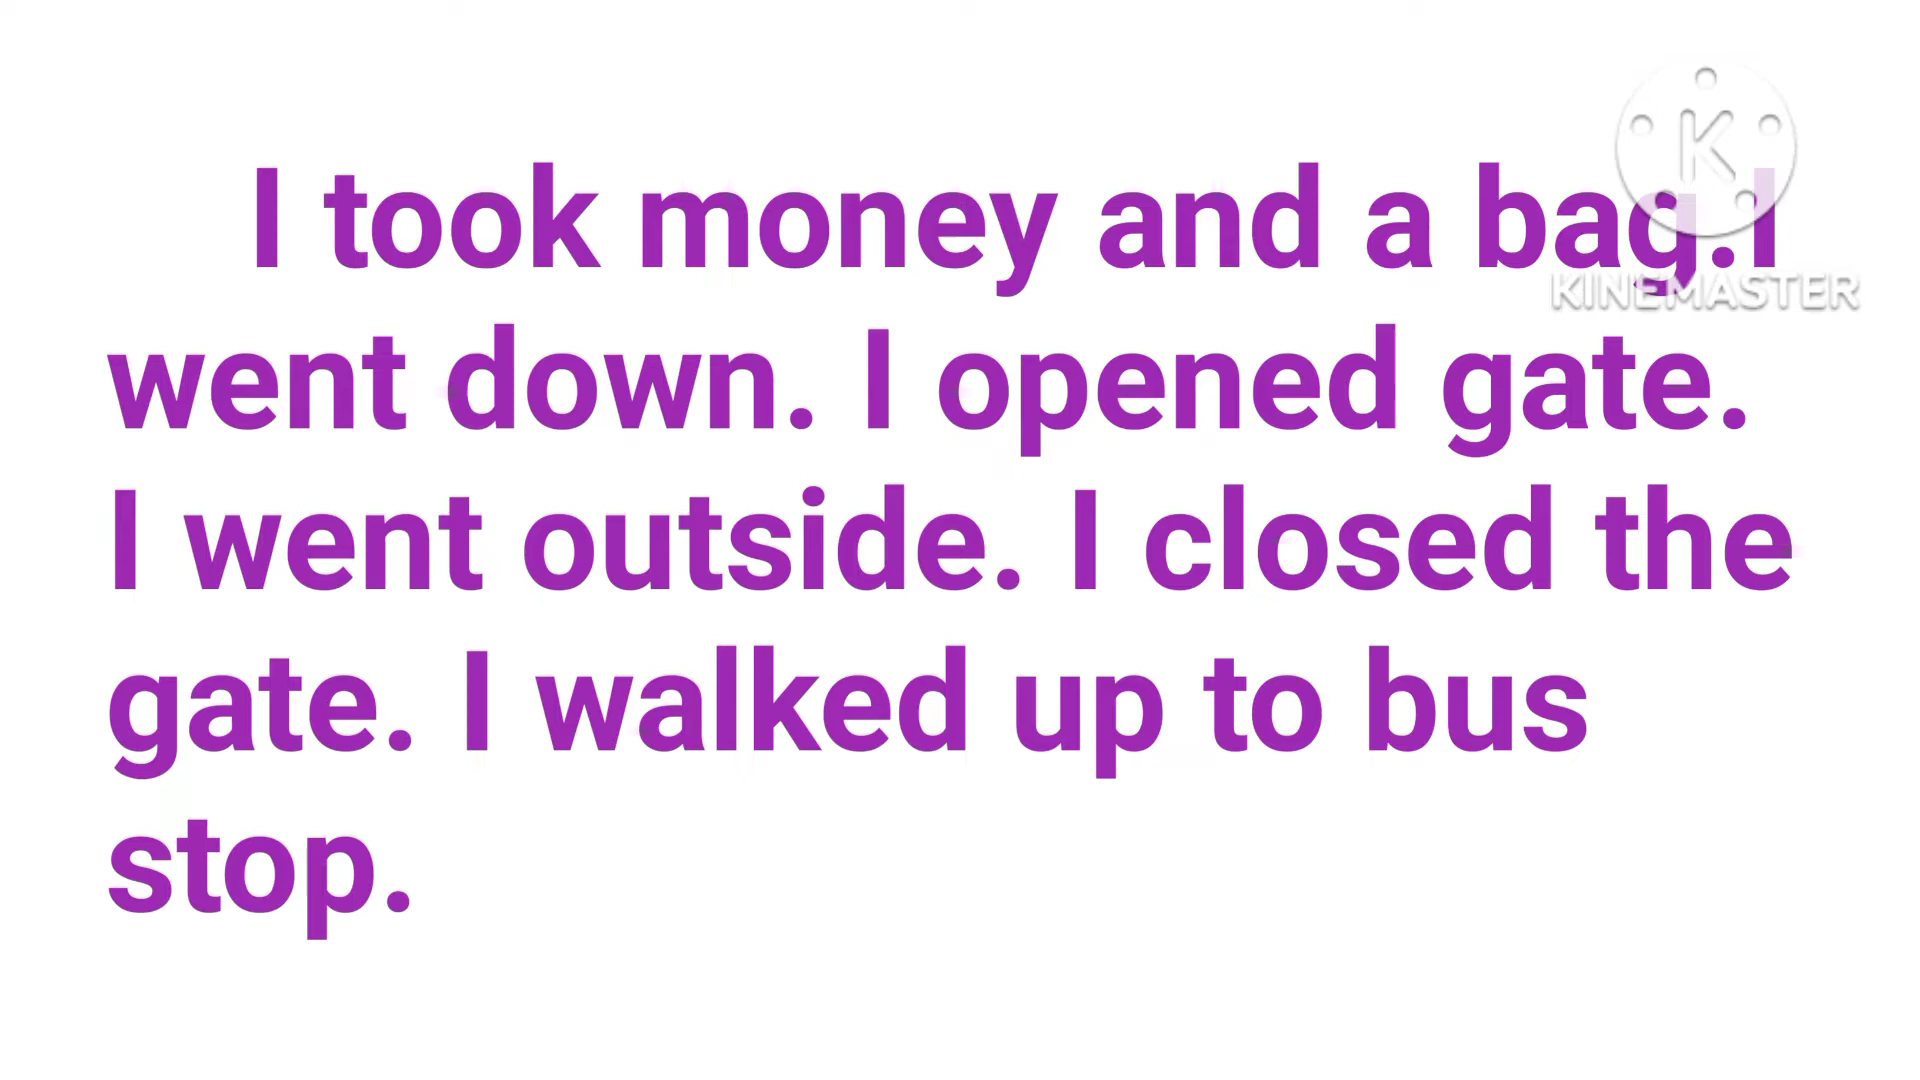 I took money and a bag.I
went down. I opened gate.
I went outside. I closed the
gate. I walked up to bus
stop.
K
KINEMASTER